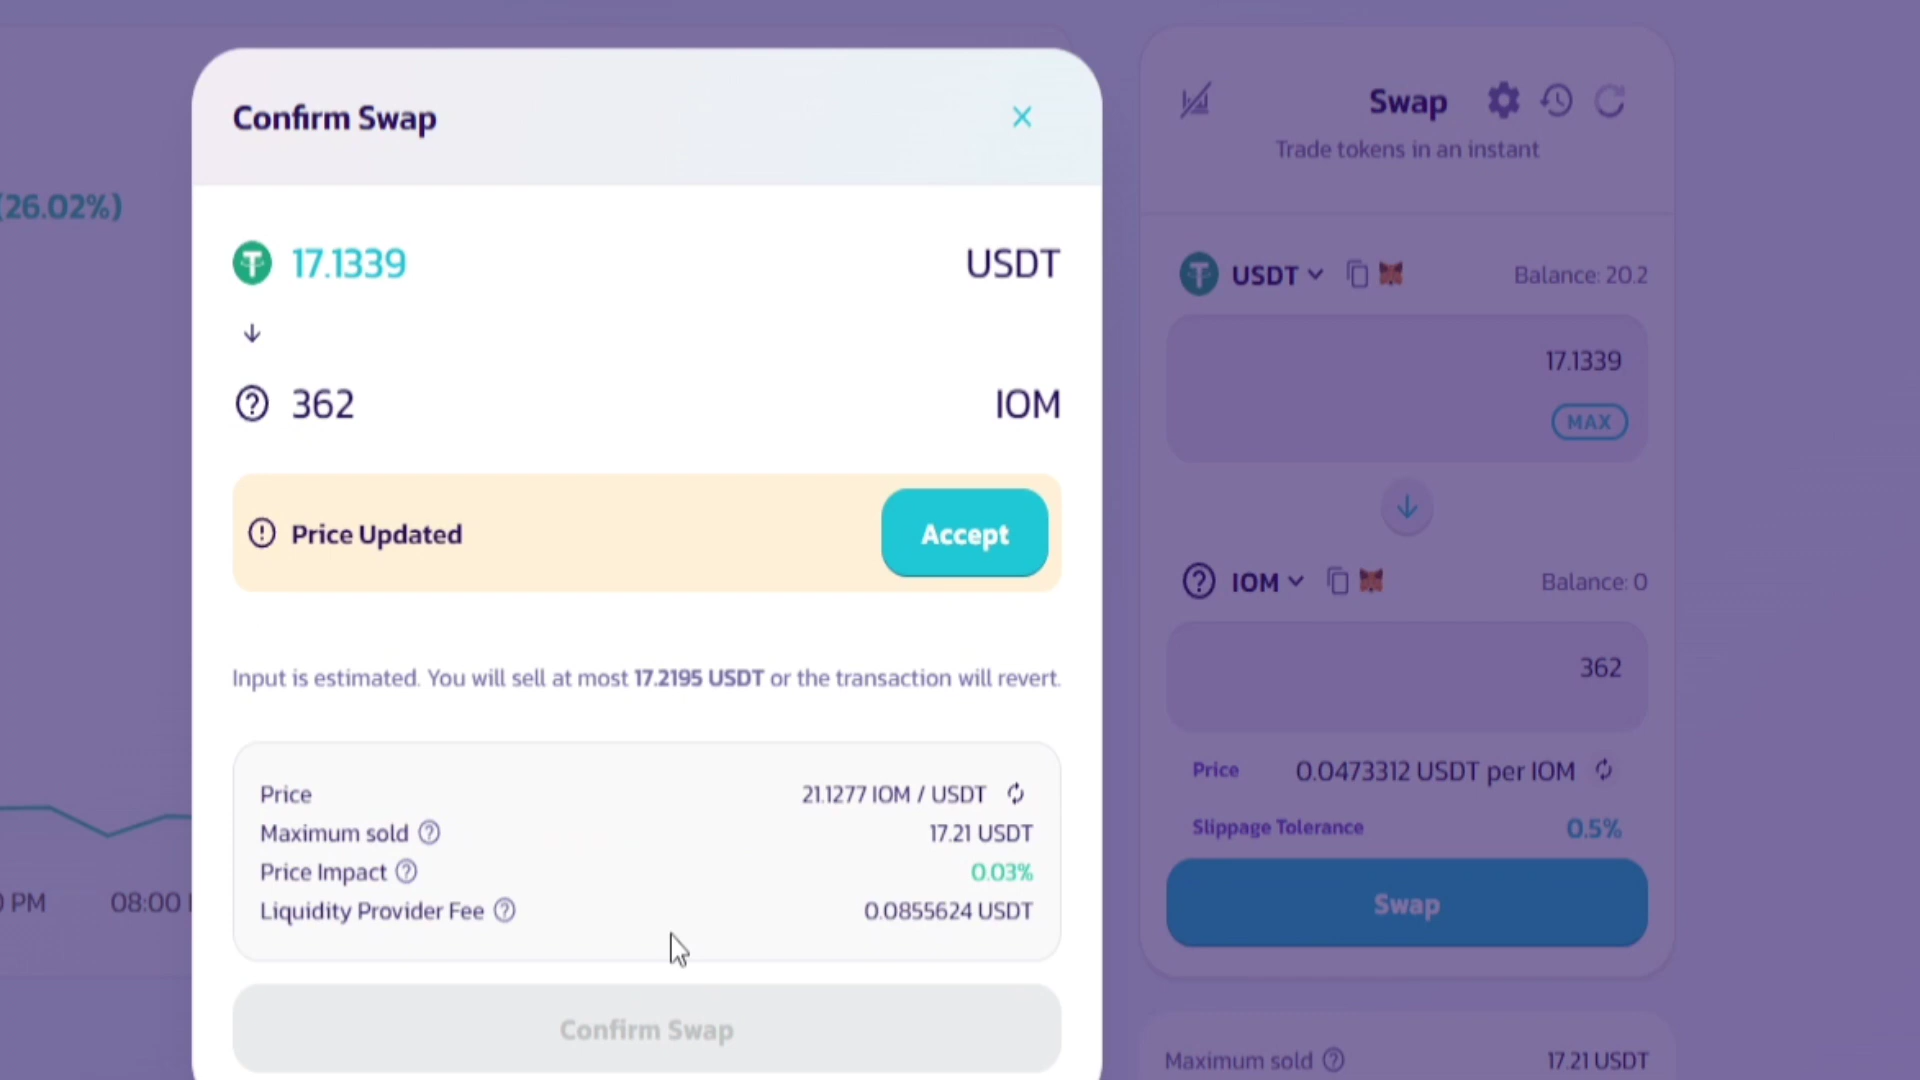 (26.02%)
0 PM
08:00
Confirm Swap
17.1339 USDT
362 IOM
Price Updated
Accept
Input is estimated. You will sell at most 17.2195 USDT or the transaction will revert.
Price 21.1277 IOM / USDT
Maximum sold 17.21 USDT
Price Impact 0.03%
Liquidity Provider Fee 0.0855624 USDT
Confirm Swap
Swap
Trade tokens in an instant
USDT Balance: 20.2
17.1339
MAX
IOM Balance: 0
362
Price 0.0473312 USDT per IOM
Slippage Tolerance 0.5%
Swap
Maximum sold 17.21 USDT